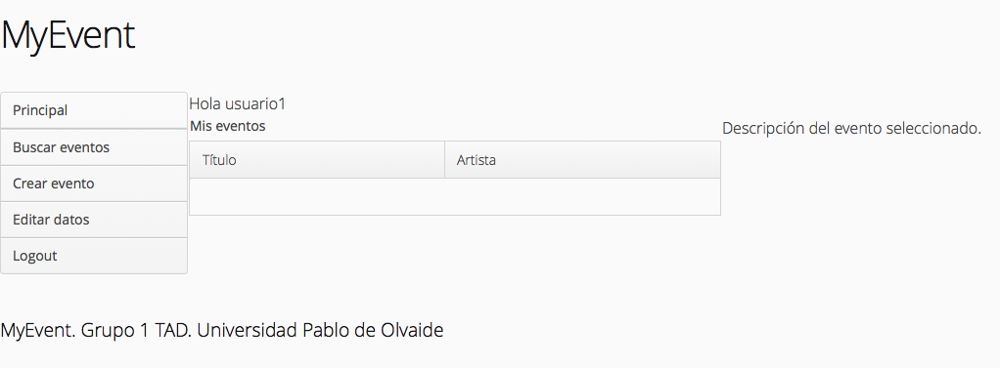 MyEvent
Principal
Buscar eventos
Crear evento
Editar datos
Logout
Hola usuario1
Mis eventos
Título Artista
Descripción del evento seleccionado.
MyEvent. Grupo 1 TAD. Universidad Pablo de Olvaide